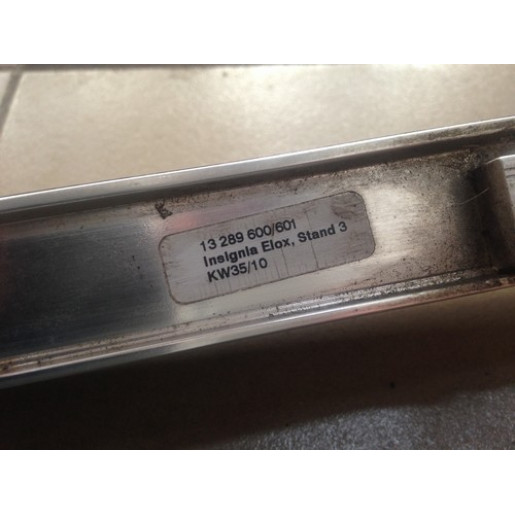 13 289 600/601
Insignia Elox, Stand 3
KW35/10